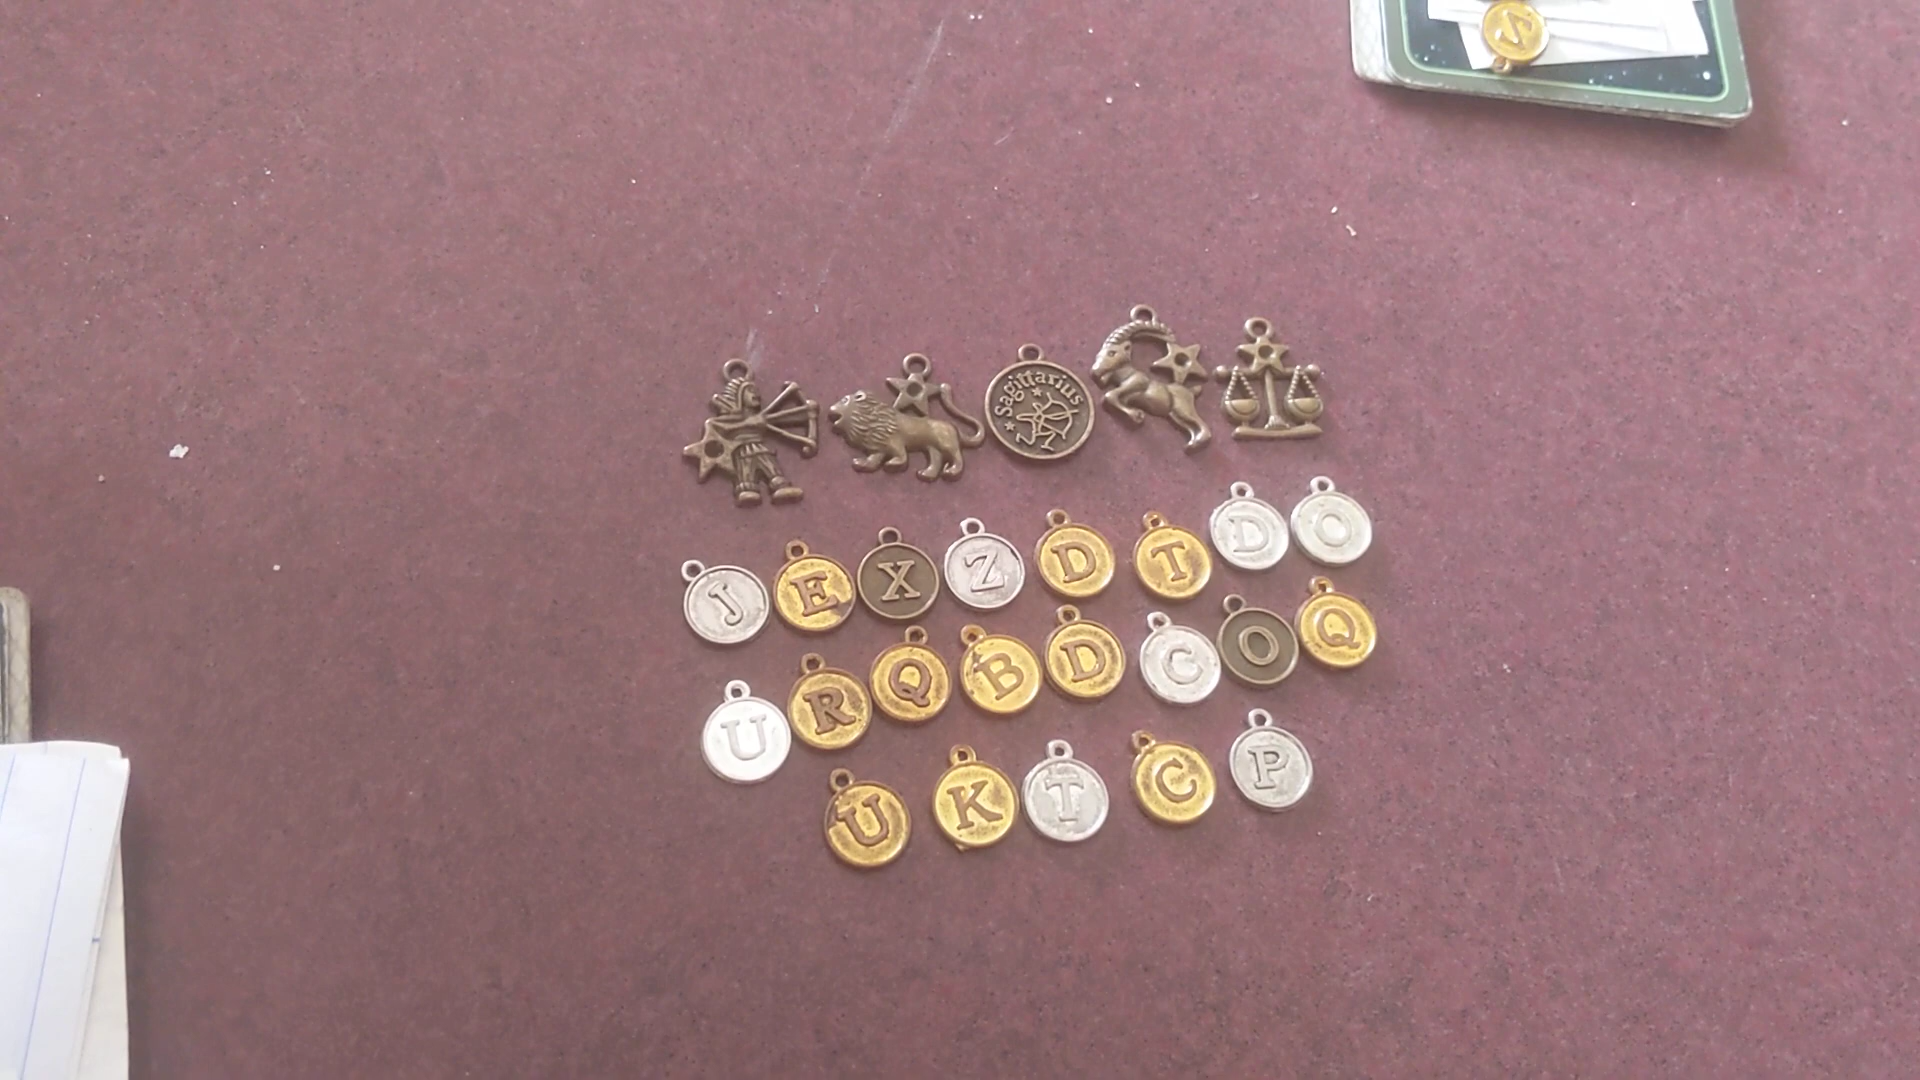 Sagittarius
J E X Z D T D O
U R Q B D C O Q
U K T C P